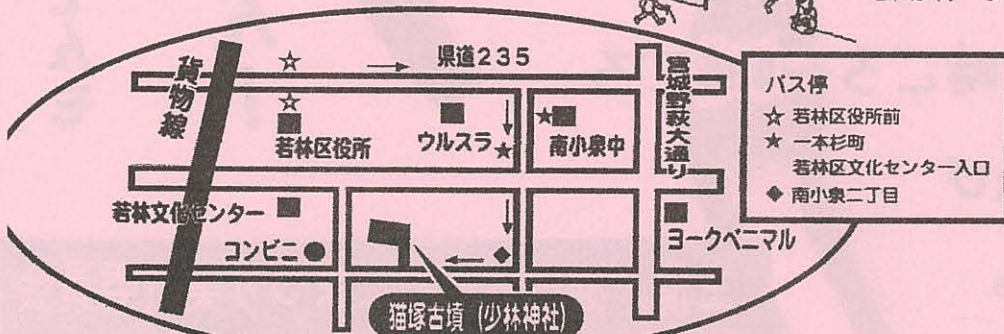 県道235
貨物線
宮城野萩大通り
若林区役所
ウルスラ
南小泉中
若林文化センター
コンビニ
ヨークベニマル
猫塚古墳 (少林神社)
バス停
☆ 若林区役所前
★ 一本杉町
若林区文化センター入口
◆ 南小泉二丁目